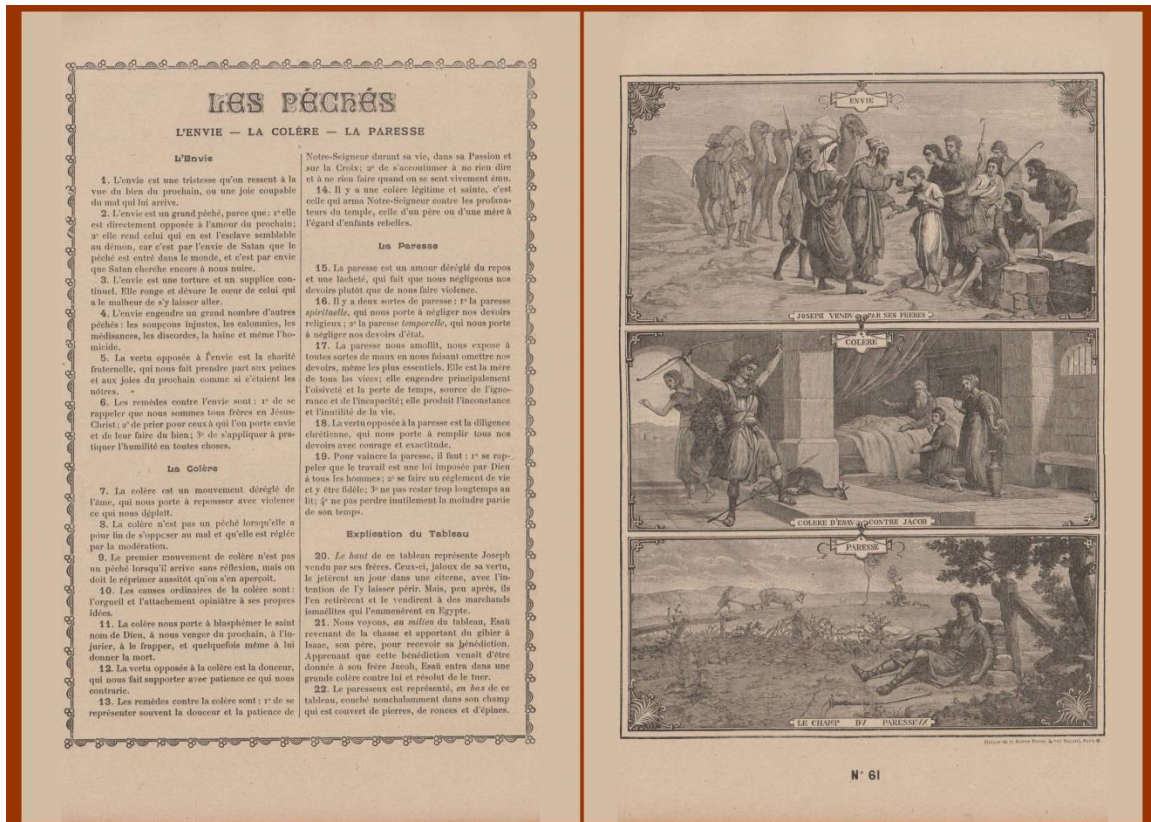 LES PÉCHÉS
L'ENVIE — LA COLÈRE — LA PARESSE
L'Envie
1. L'envie est une tristesse qu'on ressent à la
vue du bien du prochain, ou une joie coupable
du mal qui lui arrive.
2. L'envie est un grand péché, parce que : 1º elle
est directement opposée à l'amour du prochain ;
2º elle rend celui qui en est l'esclave semblable
au démon, car c'est par l'envie de Satan que le
péché est entré dans le monde, et c'est par envie
que Satan cherche encore à nous nuire.
3. L'envie est une torture et un supplice con-
tinuel. Elle ronge et dévore le cœur de celui qui
a le malheur de s'y laisser aller.
4. L'envie engendre un grand nombre d'autres
péchés : les soupçons injustes, les calomnies, les
médisances, les discordes, la haine et même l'ho-
micide.
5. La vertu opposée à l'envie est la charité
fraternelle, qui nous fait prendre part aux peines
et aux joies du prochain comme si c'étaient les
nôtres.
6. Les remèdes contre l'envie sont : 1º de se
rappeler que nous sommes tous frères en Jésus-
Christ ; 2º de prier pour ceux à qui l'on porte envie
et de leur faire du bien ; 3º de s'appliquer à pra-
tiquer l'humilité en toutes choses.
La Colère
7. La colère est un mouvement déréglé de
l'âme, qui nous porte à repousser avec violence
ce qui nous déplaît.
8. La colère n'est pas un péché lorsqu'elle a
pour fin de s'opposer au mal et qu'elle est réglée
par la modération.
9. Le premier mouvement de colère n'est pas
un péché lorsqu'il arrive sans réflexion, mais on
doit le réprimer aussitôt qu'on s'en aperçoit.
10. Les causes ordinaires de la colère sont :
l'orgueil et l'attachement opiniâtre à ses propres
idées.
11. La colère nous porte à blasphémer le saint
nom de Dieu, à nous venger du prochain, à l'in-
jurier, à le frapper, et quelquefois même à lui
donner la mort.
12. La vertu opposée à la colère est la douceur,
qui nous fait supporter avec patience ce qui nous
contrarie.
13. Les remèdes contre la colère sont : 1º de se
représenter souvent la douceur et la patience de
Notre-Seigneur durant sa vie, dans sa Passion et
sur la Croix ; 2º de s'accoutumer à ne rien dire
et à ne rien faire quand on se sent vivement ému.
14. Il y a une colère légitime et sainte, c'est
celle qui arma Notre-Seigneur contre les profana-
teurs du temple, celle d'un père ou d'une mère à
l'égard d'enfants rebelles.
La Paresse
15. La paresse est un amour déréglé du repos
et une lâcheté, qui fait que nous négligeons nos
devoirs plutôt que de nous faire violence.
16. Il y a deux sortes de paresse : 1º la paresse
spirituelle, qui nous porte à négliger nos devoirs
religieux ; 2º la paresse temporelle, qui nous porte
à négliger nos devoirs d'état.
17. La paresse nous amollit, nous expose à
toutes sortes de maux en nous faisant omettre nos
devoirs, même les plus essentiels. Elle est la mère
de tous les vices ; elle engendre principalement
l'oisiveté et la perte de temps, source de l'igno-
rance et de l'incapacité ; elle produit l'inconstance
et l'inutilité de la vie.
18. La vertu opposée à la paresse est la diligence
chrétienne, qui nous porte à remplir tous nos
devoirs avec courage et exactitude.
19. Pour vaincre la paresse, il faut : 1º se rap-
peler que le travail est une loi imposée par Dieu
à tous les hommes ; 2º se faire un règlement de vie
et y être fidèle ; 3º ne pas rester trop longtemps au
lit ; 4º ne pas perdre inutilement la moindre partie
de son temps.
Explication du Tableau
20. Le haut de ce tableau représente Joseph
vendu par ses frères. Ceux-ci, jaloux de sa vertu,
le jetèrent un jour dans une citerne, avec l'in-
tention de l'y laisser périr. Mais, peu après, ils
l'en retirèrent et le vendirent à des marchands
ismaélites qui l'emmenèrent en Egypte.
21. Nous voyons, au milieu du tableau, Esaü
revenant de la chasse et apportant du gibier à
Isaac, son père, pour recevoir sa bénédiction.
Apprenant que cette bénédiction venait d'être
donnée à son frère Jacob, Esaü entra dans une
grande colère contre lui et résolut de le tuer.
22. Le paresseux est représenté, en bas de ce
tableau, couché nonchalamment dans son champ
qui est couvert de pierres, de ronces et d'épines.
ENVIE
JOSEPH VENDV PAR SES FRERES
COLERE
COLERE D'ESAV CONTRE JACOB
PARESSE
LE CHAMP DV PARESSEVX
Maison de la Bonne Presse, 5, rue Bayard, Paris, 8e
Nº 61